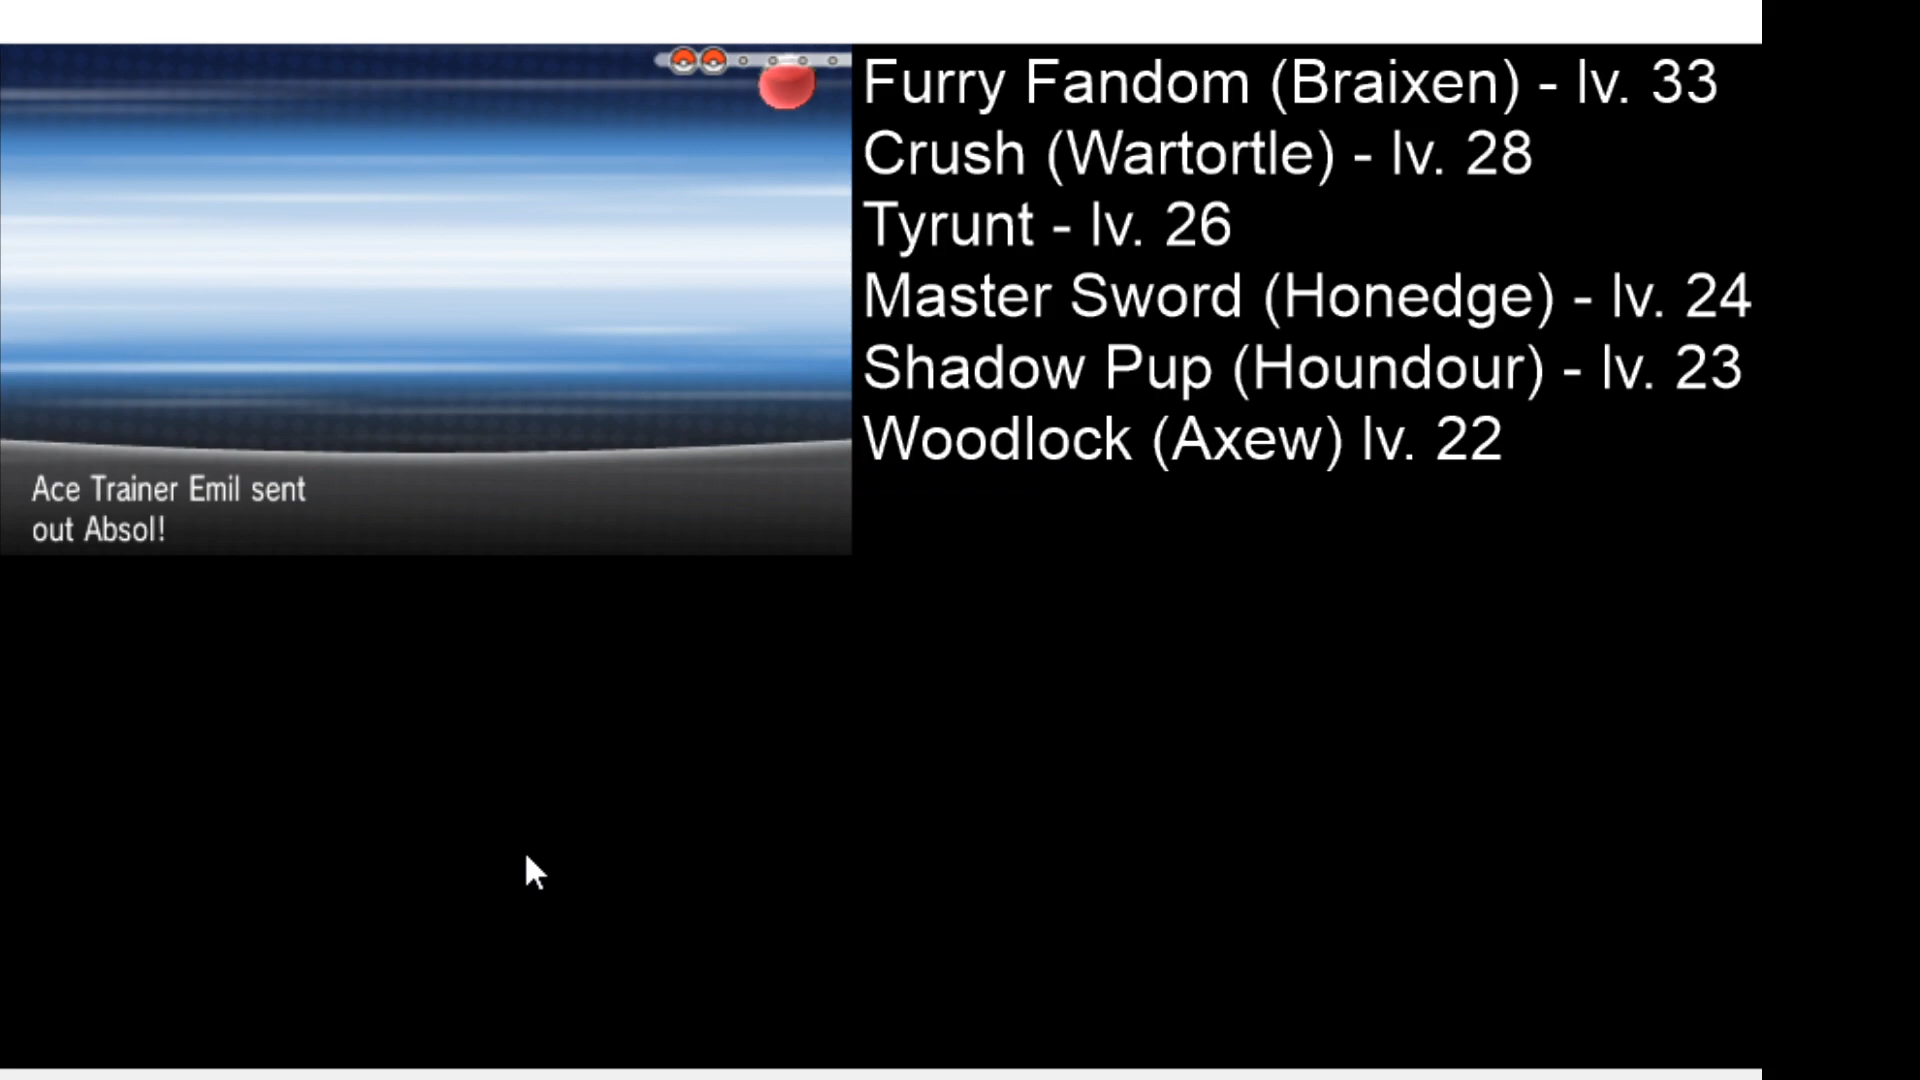 Furry Fandom (Braixen) - lv. 33
Crush (Wartortle) - lv. 28
Tyrunt - lv. 26
Master Sword (Honedge) - lv. 24
Shadow Pup (Houndour) - lv. 23
Woodlock (Axew) lv. 22
Ace Trainer Emil sent
out Absol!